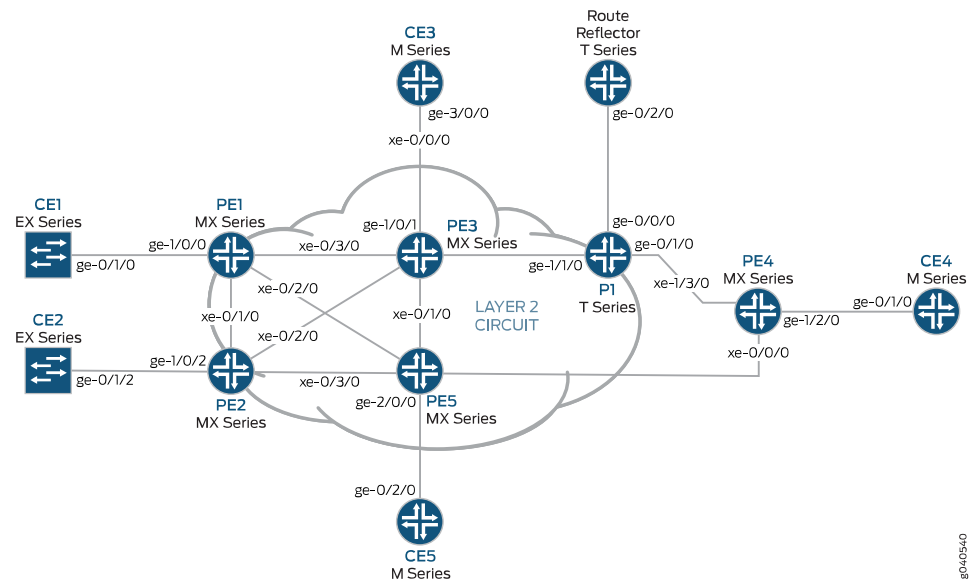 CE3
M Series
Route
Reflector
T Series
ge-3/0/0
ge-0/2/0
xe-0/0/0
CE1
EX Series
PE1
MX Series
ge-1/0/1
PE3
MX Series
ge-0/0/0
ge-1/0/0
xe-0/3/0
ge-0/1/0
ge-0/1/0
ge-1/1/0
P1
T Series
PE4
MX Series
CE4
M Series
xe-0/2/0
xe-1/3/0
LAYER 2
CIRCUIT
ge-0/1/0
CE2
EX Series
xe-0/1/0
xe-0/1/0
ge-1/2/0
xe-0/2/0
xe-0/0/0
ge-1/0/2
ge-0/1/2
xe-0/3/0
PE2
MX Series
ge-2/0/0
PE5
MX Series
ge-0/2/0
CE5
M Series
g040540